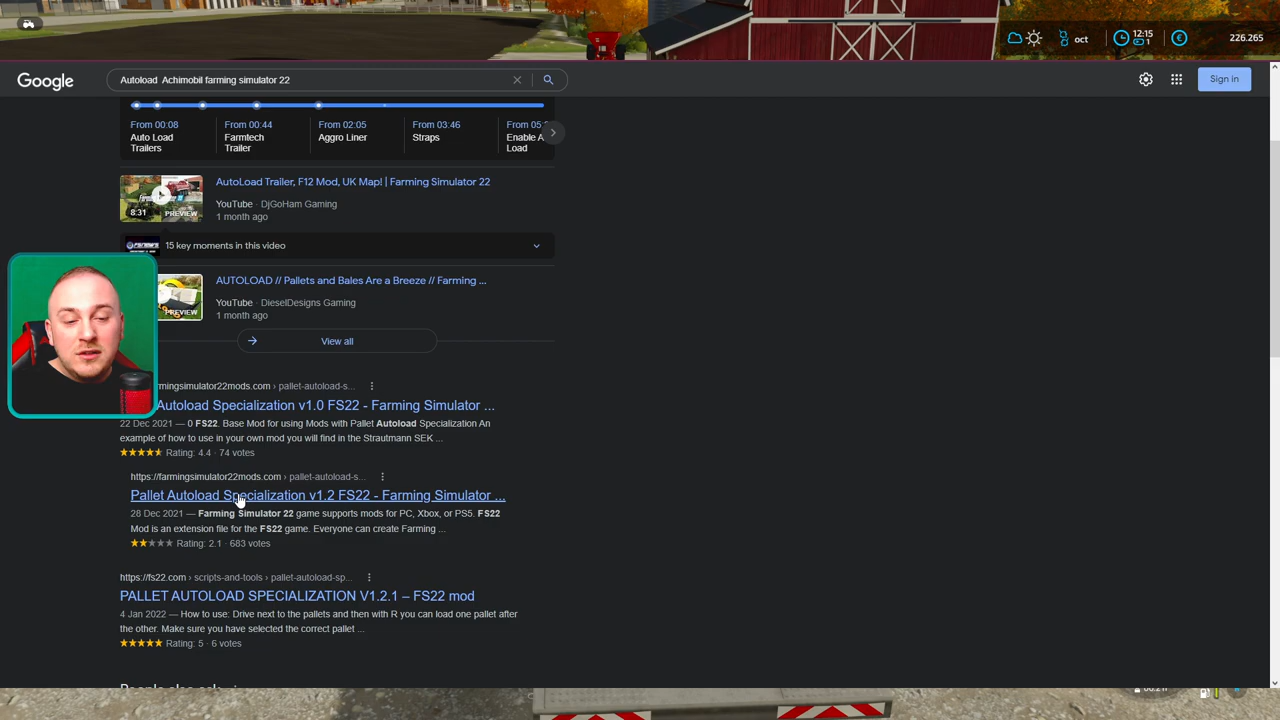 oct
12:15
1
226.265
Google
Autoload Achimobil farming simulator 22
Sign in
From 00:08
Auto Load
Trailers
From 00:44
Farmtech
Trailer
From 02:05
Aggro Liner
From 03:46
Straps
From 05:
Enable A
Load
8:31
PREVIEW
AutoLoad Trailer, F12 Mod, UK Map! | Farming Simulator 22
YouTube · DjGoHam Gaming
1 month ago
15 key moments in this video
PREVIEW
AUTOLOAD // Pallets and Bales Are a Breeze // Farming ...
YouTube · DieselDesigns Gaming
1 month ago
View all
rmingsimulator22mods.com › pallet-autoload-s...
Autoload Specialization v1.0 FS22 - Farming Simulator ...
22 Dec 2021 — 0 FS22. Base Mod for using Mods with Pallet Autoload Specialization An
example of how to use in your own mod you will find in the Strautmann SEK ...
Rating: 4.4 · 74 votes
https://farmingsimulator22mods.com › pallet-autoload-s...
Pallet Autoload Specialization v1.2 FS22 - Farming Simulator ...
28 Dec 2021 — Farming Simulator 22 game supports mods for PC, Xbox, or PS5. FS22
Mod is an extension file for the FS22 game. Everyone can create Farming ...
Rating: 2.1 · 683 votes
https://fs22.com › scripts-and-tools › pallet-autoload-sp...
PALLET AUTOLOAD SPECIALIZATION V1.2.1 – FS22 mod
4 Jan 2022 — How to use: Drive next to the pallets and then with R you can load one pallet after
the other. Make sure you have selected the correct pallet ...
Rating: 5 · 6 votes